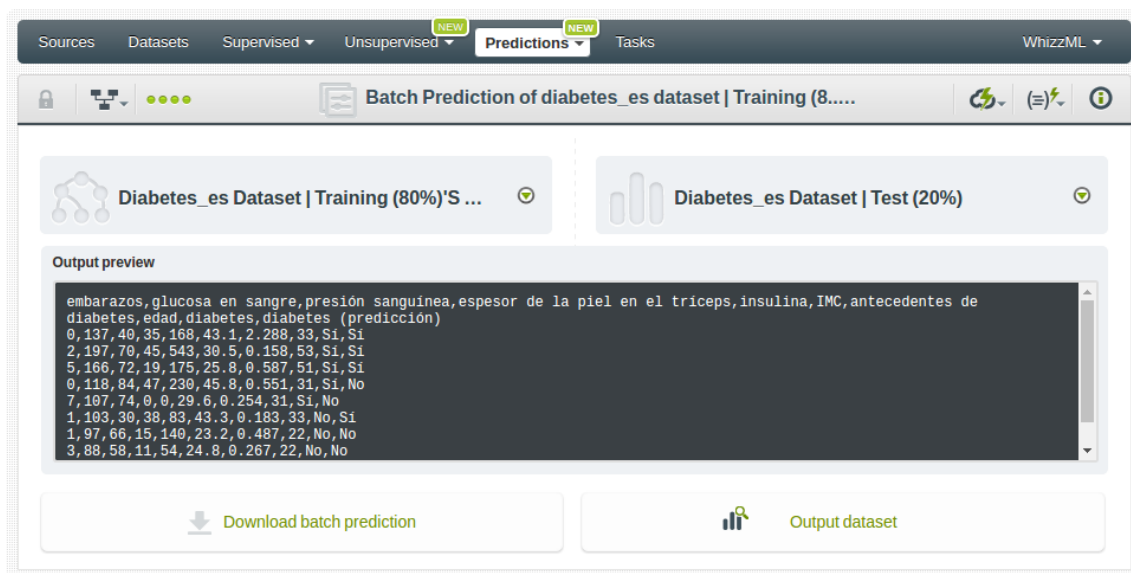 NEW
NEW
Sources Datasets Supervised Unsupervised Predictions Tasks WhizzML
Batch Prediction of diabetes_es dataset | Training (8.....
Diabetes_es Dataset | Training (80%)'S ...
Diabetes_es Dataset | Test (20%)
Output preview
embarazos,glucosa en sangre,presión sanguínea,espesor de la piel en el tríceps,insulina,IMC,antecedentes de
diabetes,edad,diabetes,diabetes (predicción)
0,137,40,35,168,43.1,2.288,33,Sí,Sí
2,197,70,45,543,30.5,0.158,53,Sí,Sí
5,166,72,19,175,25.8,0.587,51,Sí,Sí
0,118,84,47,230,45.8,0.551,31,Sí,No
7,107,74,0,0,29.6,0.254,31,Sí,No
1,103,30,38,83,43.3,0.183,33,No,Sí
1,97,66,15,140,23.2,0.487,22,No,No
3,88,58,11,54,24.8,0.267,22,No,No
Download batch prediction
Output dataset